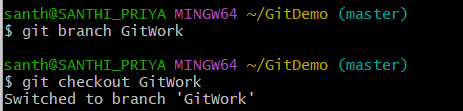 santh@SANTHI_PRIYA MINGW64 ~/GitDemo (master)
$ git branch GitWork
santh@SANTHI_PRIYA MINGW64 ~/GitDemo (master)
$ git checkout GitWork
Switched to branch 'GitWork'